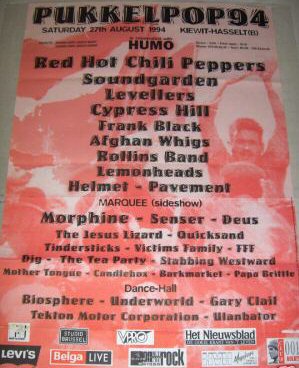 PUKKELPOP94
SATURDAY 27th AUGUST 1994 KIEWIT-HASSELT(B)
HUMO
Red Hot Chili Peppers
Soundgarden
Levellers
Cypress Hill
Frank Black
Afghan Whigs
Rollins Band
Lemonheads
Helmet - Pavement
MARQUEE (sideshow)
Morphine - Senser - Deus
The Jesus Lizard - Quicksand
Tindersticks - Victims Family - FFF
Dig - The Tea Party - Stabbing Westward
Mother Tongue - Candlebox - Barkmarket - Papa Brittle
Dance-Hall
Biosphere - Underworld - Gary Clail
Tekton Motor Corporation - Ulanbator
STUDIO BRUSSEL
VPRO
Het Nieuwsblad
LEVI'S
Belga LIVE
rock